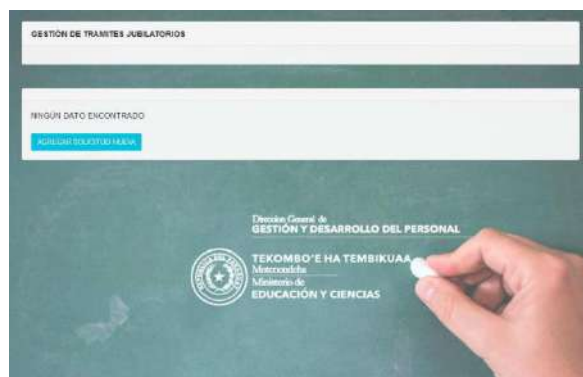 GESTIÓN DE TRAMITES JUBILATORIOS
NINGÚN DATO ENCONTRADO
AGREGAR SOLICITUD NUEVA
Direccion General de
GESTIÓN Y DESARROLLO DEL PERSONAL
TEKOMBO'E HA TEMBIKUAA
Motenondeha
Ministerio de
EDUCACIÓN Y CIENCIAS